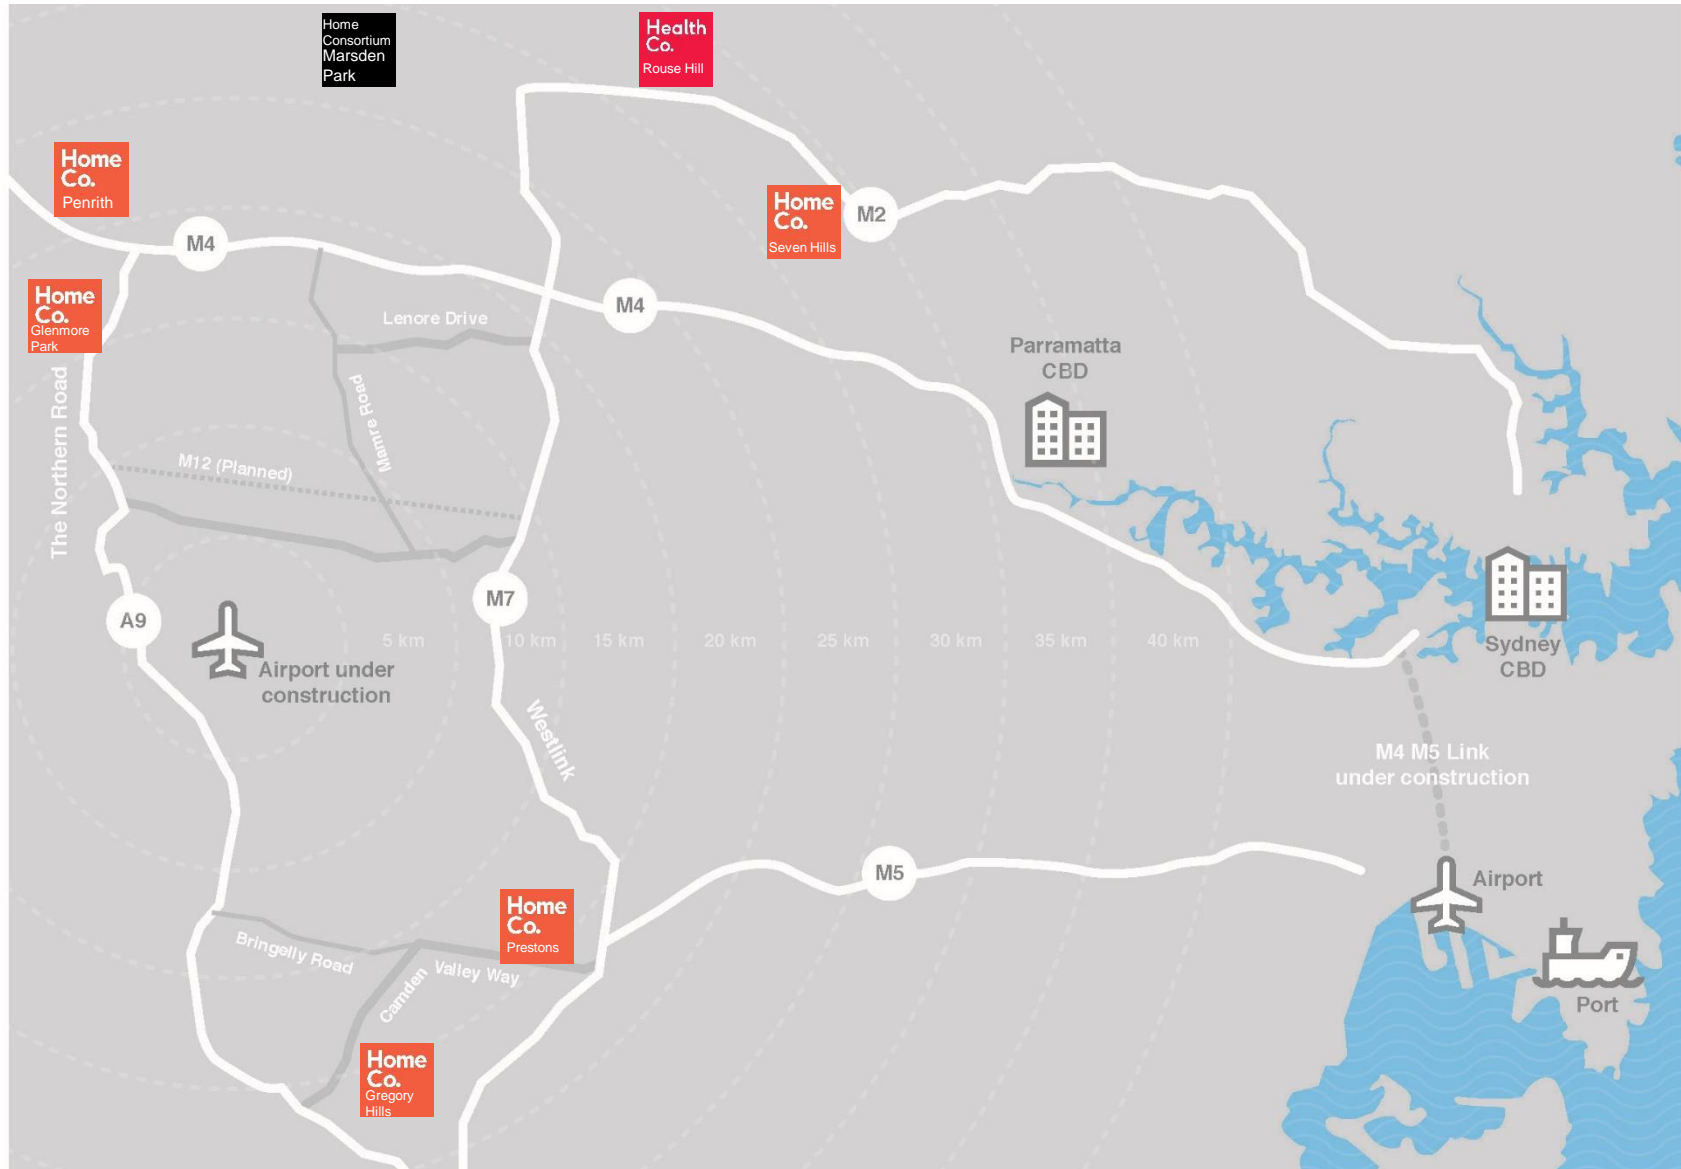 Home
Consortium
Marsden
Park
Health
Co.
Rouse Hill
Home
Co.
Penrith
Home
Co.
Seven Hills
M2
M4
Home
Co.
Glenmore
Park
M4
Lenore Drive
Parramatta
CBD
The Northern Road
Mamre Road
M12 (Planned)
M7
A9
5 km
10 km
15 km
20 km
25 km
30 km
35 km
40 km
Airport under
construction
Sydney
CBD
Westlink
M4 M5 Link
under construction
M5
Airport
Home
Co.
Prestons
Bringelly Road
Camden
Valley Way
Port
Home
Co.
Gregory
Hills